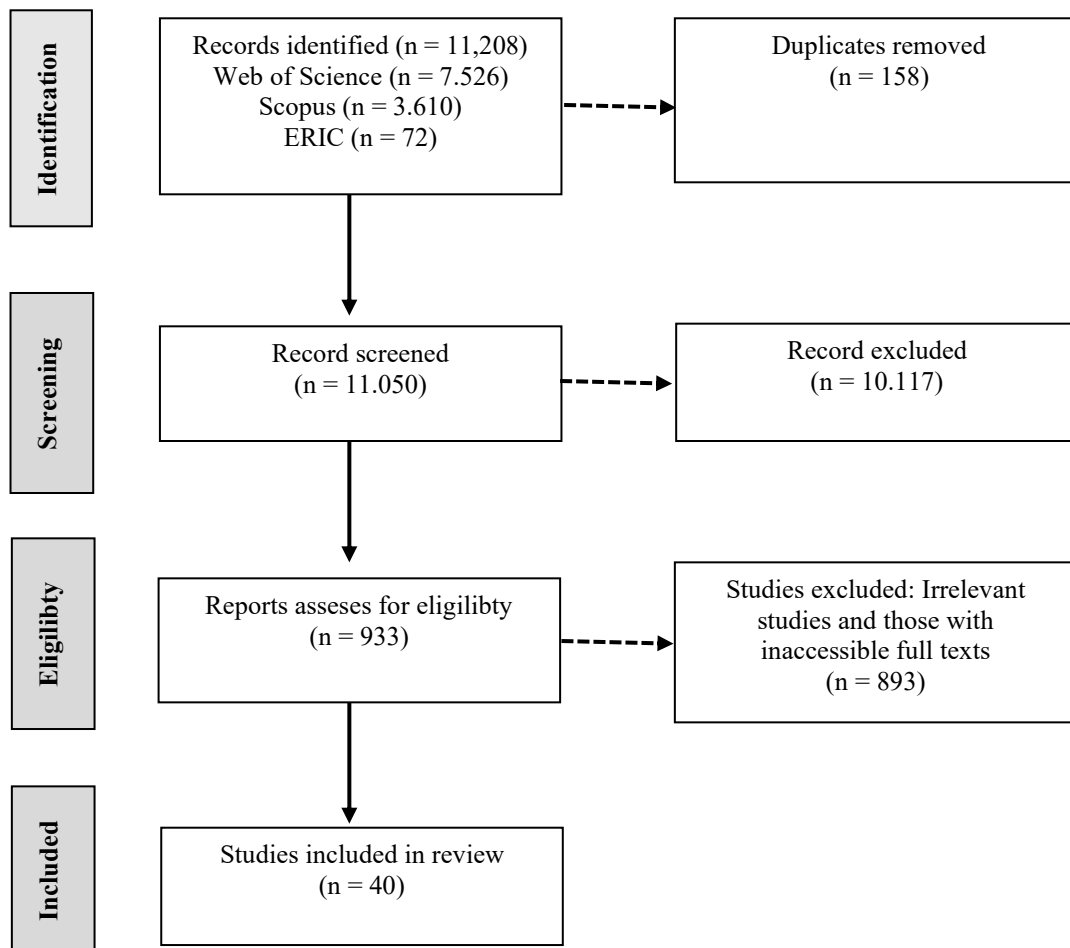 Identification
Records identified (n = 11,208)
Web of Science (n = 7.526)
Scopus (n = 3.610)
ERIC (n = 72)
Duplicates removed
(n = 158)
Screening
Record screened
(n = 11.050)
Record excluded
(n = 10.117)
Eligilibty
Reports asseses for eligilibty
(n = 933)
Studies excluded: Irrelevant
studies and those with
inaccessible full texts
(n = 893)
Included
Studies included in review
(n = 40)